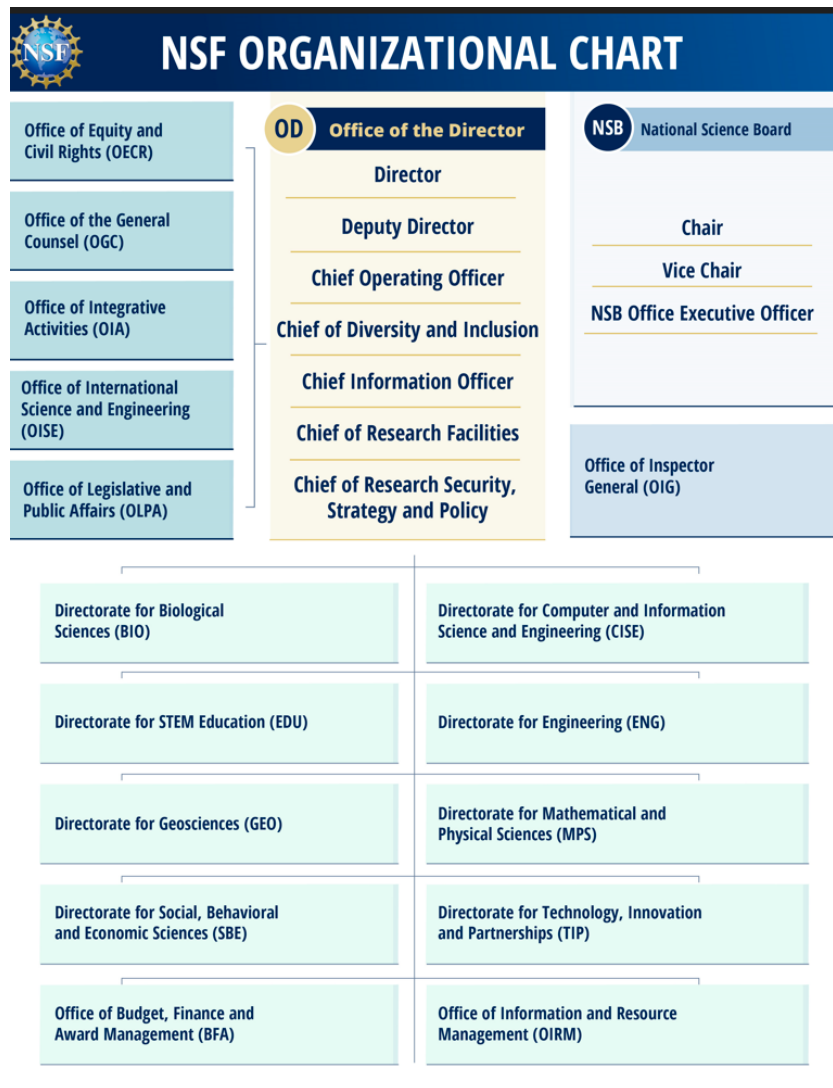 NSF
NSF ORGANIZATIONAL CHART
Office of Equity and
Civil Rights (OECR)
Office of the General
Counsel (OGC)
Office of Integrative
Activities (OIA)
Office of International
Science and Engineering
(OISE)
Office of Legislative and
Public Affairs (OLPA)
OD
Office of the Director
Director
Deputy Director
Chief Operating Officer
Chief of Diversity and Inclusion
Chief Information Officer
Chief of Research Facilities
Chief of Research Security,
Strategy and Policy
NSB
National Science Board
Chair
Vice Chair
NSB Office Executive Officer
Office of Inspector
General (OIG)
Directorate for Biological
Sciences (BIO)
Directorate for Computer and Information
Science and Engineering (CISE)
Directorate for STEM Education (EDU)
Directorate for Engineering (ENG)
Directorate for Geosciences (GEO)
Directorate for Mathematical and
Physical Sciences (MPS)
Directorate for Social, Behavioral
and Economic Sciences (SBE)
Directorate for Technology, Innovation
and Partnerships (TIP)
Office of Budget, Finance and
Award Management (BFA)
Office of Information and Resource
Management (OIRM)